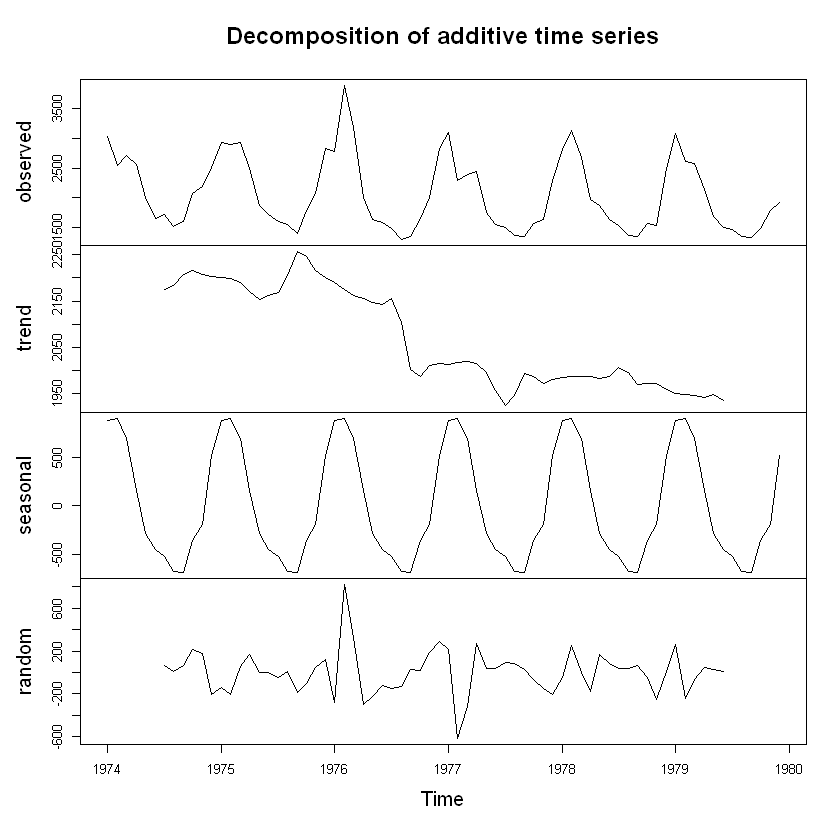 Decomposition of additive time series
observed
1500 2500 3500
trend
1950 2050 2150 2250
seasonal
-500 0 500
random
-600 -200 200 600
1974 1975 1976 1977 1978 1979 1980
Time